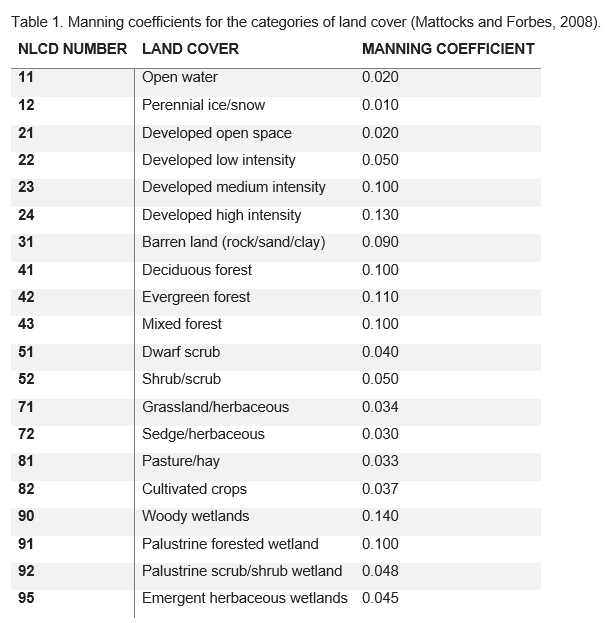 Table 1. Manning coefficients for the categories of land cover (Mattocks and Forbes, 2008).
NLCD NUMBER LAND COVER MANNING COEFFICIENT
11 Open water 0.020
12 Perennial ice/snow 0.010
21 Developed open space 0.020
22 Developed low intensity 0.050
23 Developed medium intensity 0.100
24 Developed high intensity 0.130
31 Barren land (rock/sand/clay) 0.090
41 Deciduous forest 0.100
42 Evergreen forest 0.110
43 Mixed forest 0.100
51 Dwarf scrub 0.040
52 Shrub/scrub 0.050
71 Grassland/herbaceous 0.034
72 Sedge/herbaceous 0.030
81 Pasture/hay 0.033
82 Cultivated crops 0.037
90 Woody wetlands 0.140
91 Palustrine forested wetland 0.100
92 Palustrine scrub/shrub wetland 0.048
95 Emergent herbaceous wetlands 0.045